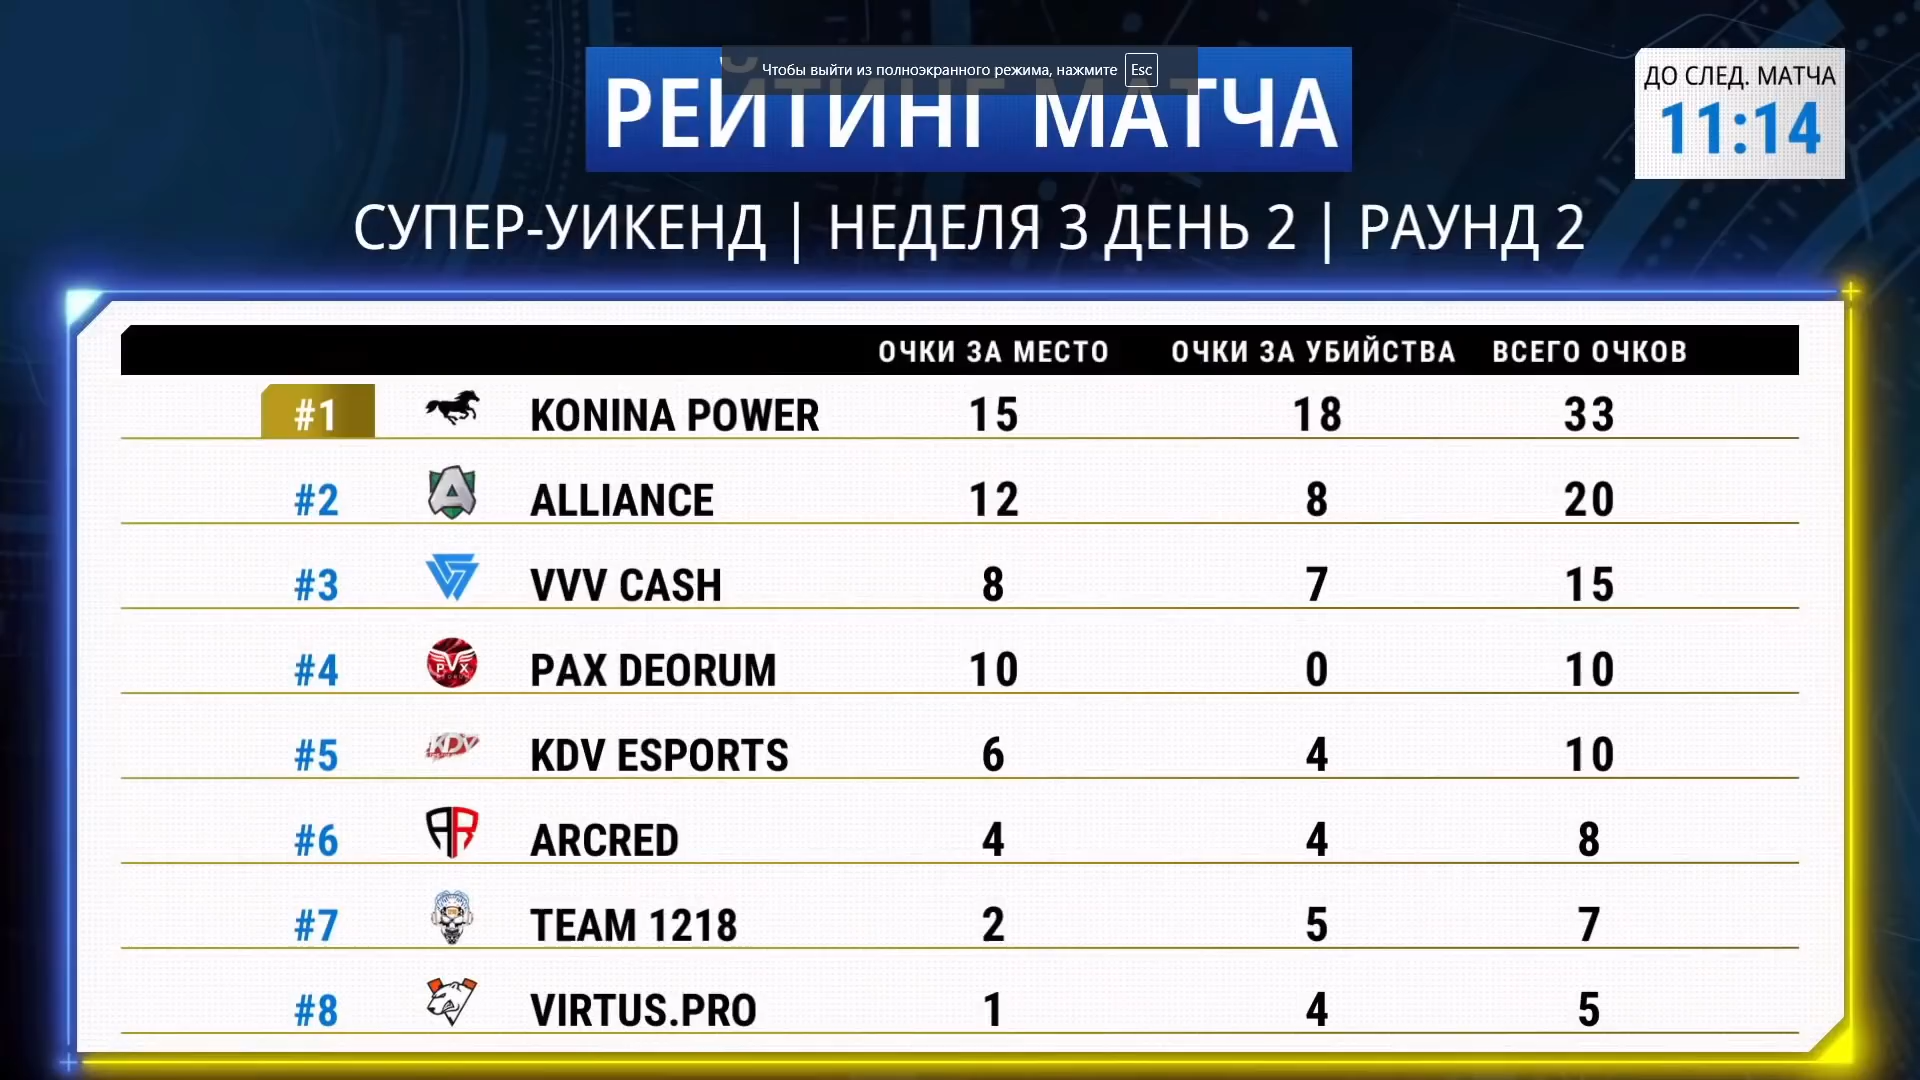 Чтобы выйти из полноэкранного режима, нажмите Esc
РЕЙТИНГ МАТЧА
ДО СЛЕД. МАТЧА
11:14
СУПЕР-УИКЕНД | НЕДЕЛЯ 3 ДЕНЬ 2 | РАУНД 2
ОЧКИ ЗА МЕСТО ОЧКИ ЗА УБИЙСТВА ВСЕГО ОЧКОВ
#1 KONINA POWER 15 18 33
#2 ALLIANCE 12 8 20
#3 VVV CASH 8 7 15
#4 PAX DEORUM 10 0 10
#5 KDV KDV ESPORTS 6 4 10
#6 ARCRED 4 4 8
#7 TEAM 1218 2 5 7
#8 VIRTUS.PRO 1 4 5